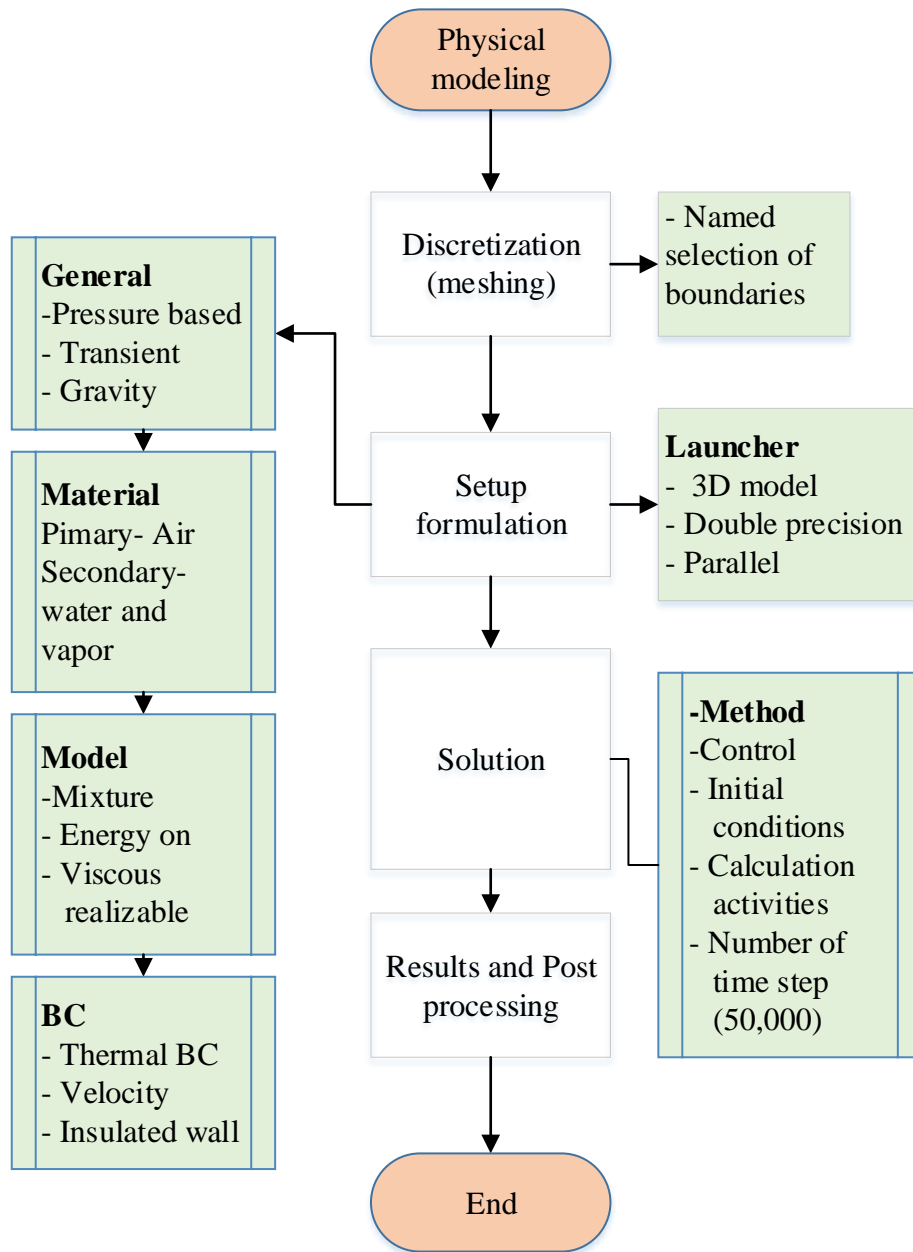 Physical
modeling
Discretization
(meshing)
- Named
selection of
boundaries
General
-Pressure based
- Transient
- Gravity
Setup
formulation
Launcher
- 3D model
- Double precision
- Parallel
Material
Pimary- Air
Secondary-
water and
vapor
Model
-Mixture
- Energy on
- Viscous
realizable
BC
- Thermal BC
- Velocity
- Insulated wall
Solution
-Method
-Control
- Initial
conditions
- Calculation
activities
- Number of
time step
(50,000)
Results and Post
processing
End